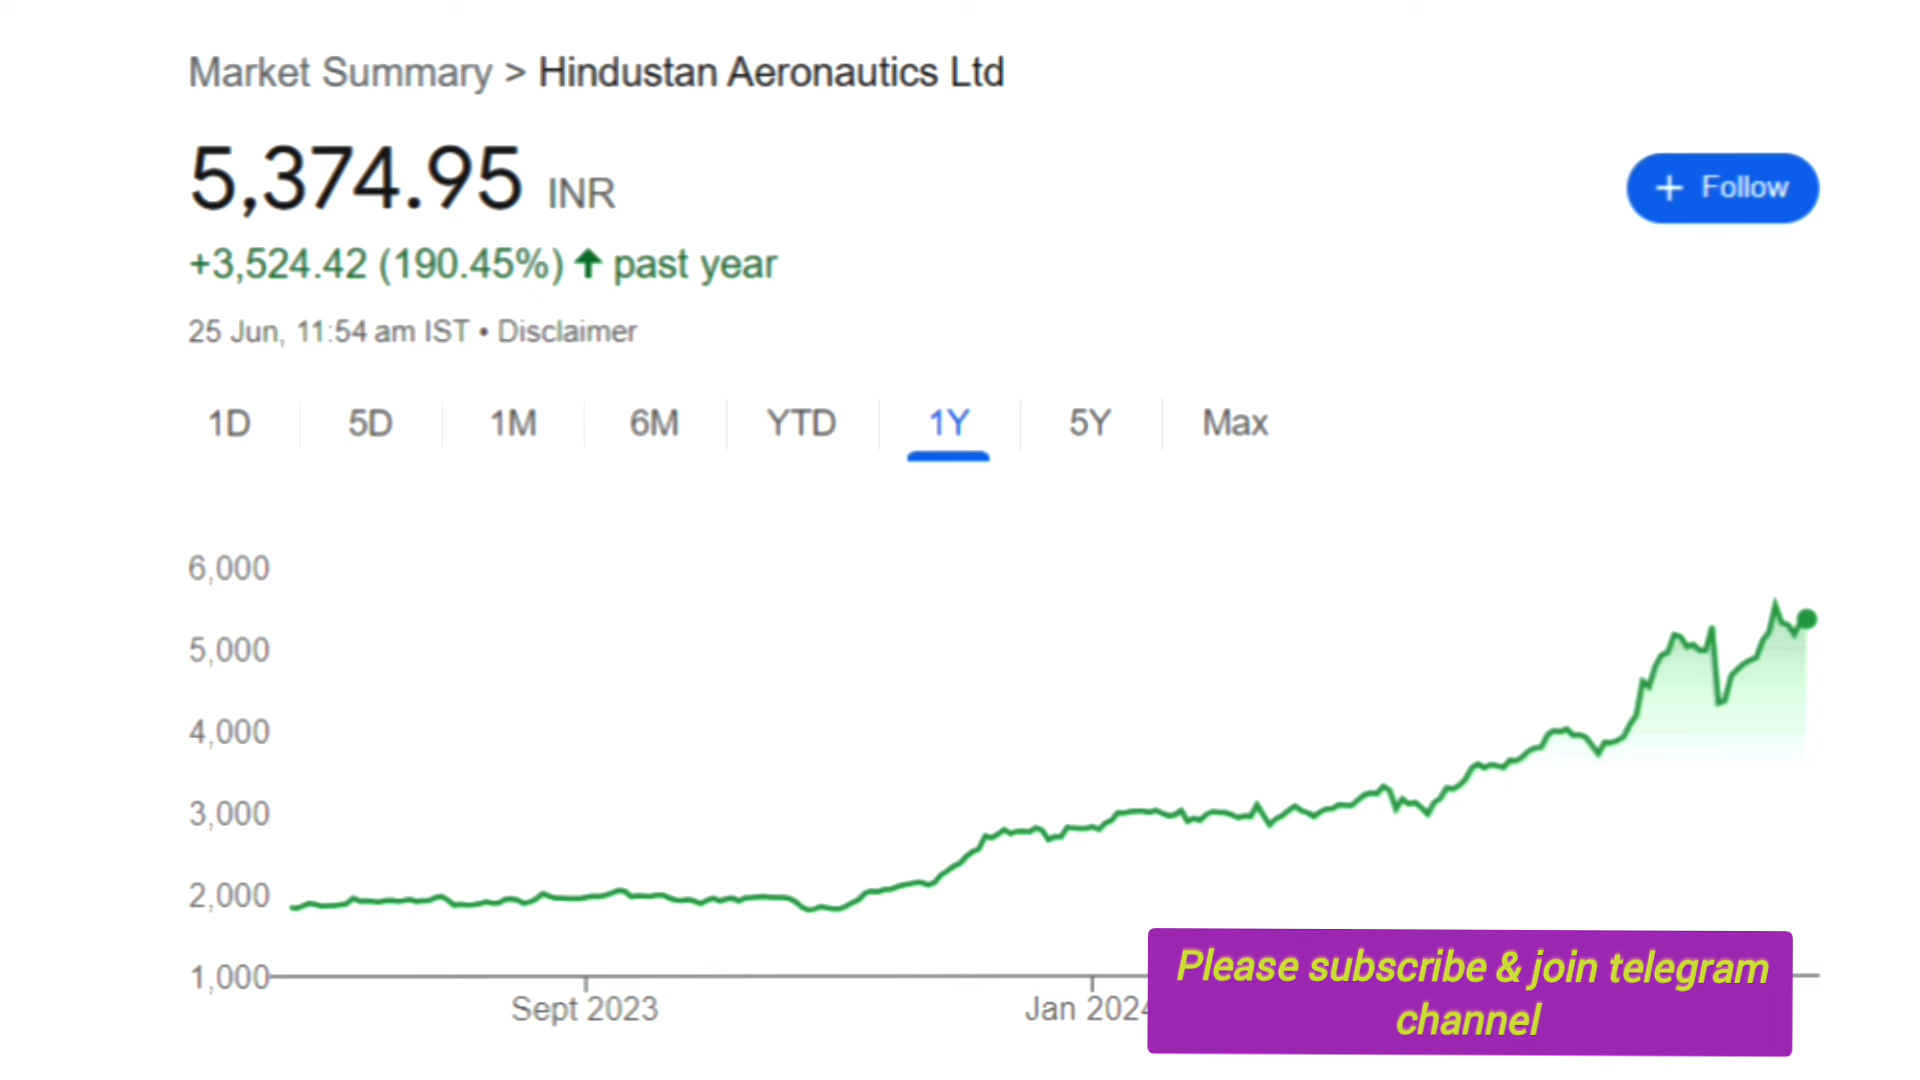 Market Summary > Hindustan Aeronautics Ltd
5,374.95 INR
+ Follow
+3,524.42 (190.45%) ↑ past year
25 Jun, 11:54 am IST • Disclaimer
1D 5D 1M 6M YTD 1Y 5Y Max
6,000
5,000
4,000
3,000
2,000
1,000
Sept 2023 Jan 2024
Please subscribe & join telegram
channel